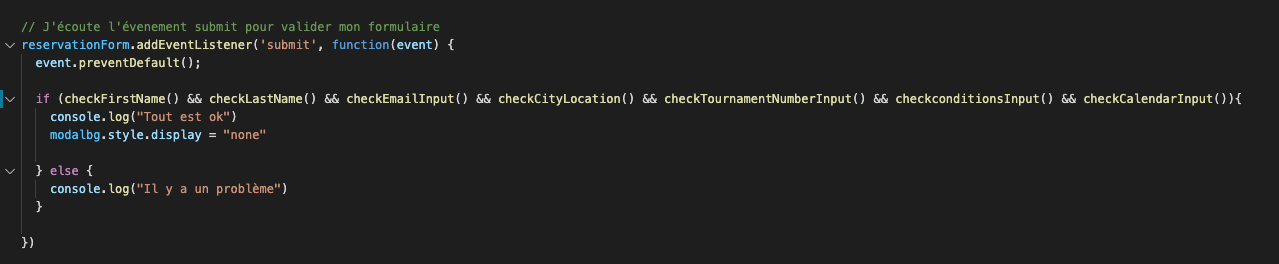 // J'écoute l'évenement submit pour valider mon formulaire
reservationForm.addEventListener('submit', function(event) {
  event.preventDefault();

  if (checkFirstName() && checkLastName() && checkEmailInput() && checkCityLocation() && checkTournamentNumberInput() && checkconditionsInput() && checkCalendarInput()){
    console.log("Tout est ok")
    modalbg.style.display = "none"

  } else {
    console.log("Il y a un problème")
  }

})